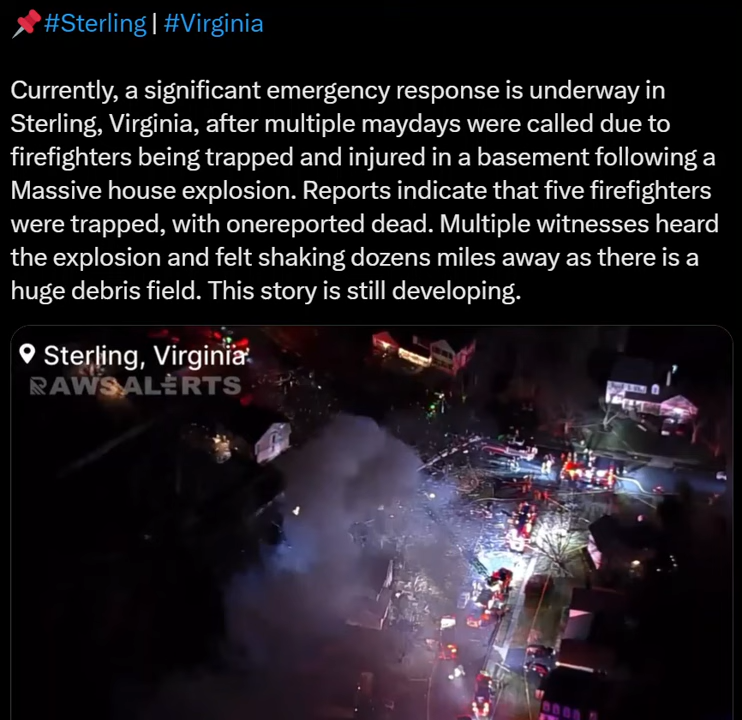 📌#Sterling | #Virginia
Currently, a significant emergency response is underway in
Sterling, Virginia, after multiple maydays were called due to
firefighters being trapped and injured in a basement following a
Massive house explosion. Reports indicate that five firefighters
were trapped, with onereported dead. Multiple witnesses heard
the explosion and felt shaking dozens miles away as there is a
huge debris field. This story is still developing.
Sterling, Virginia
RAWSALERTS